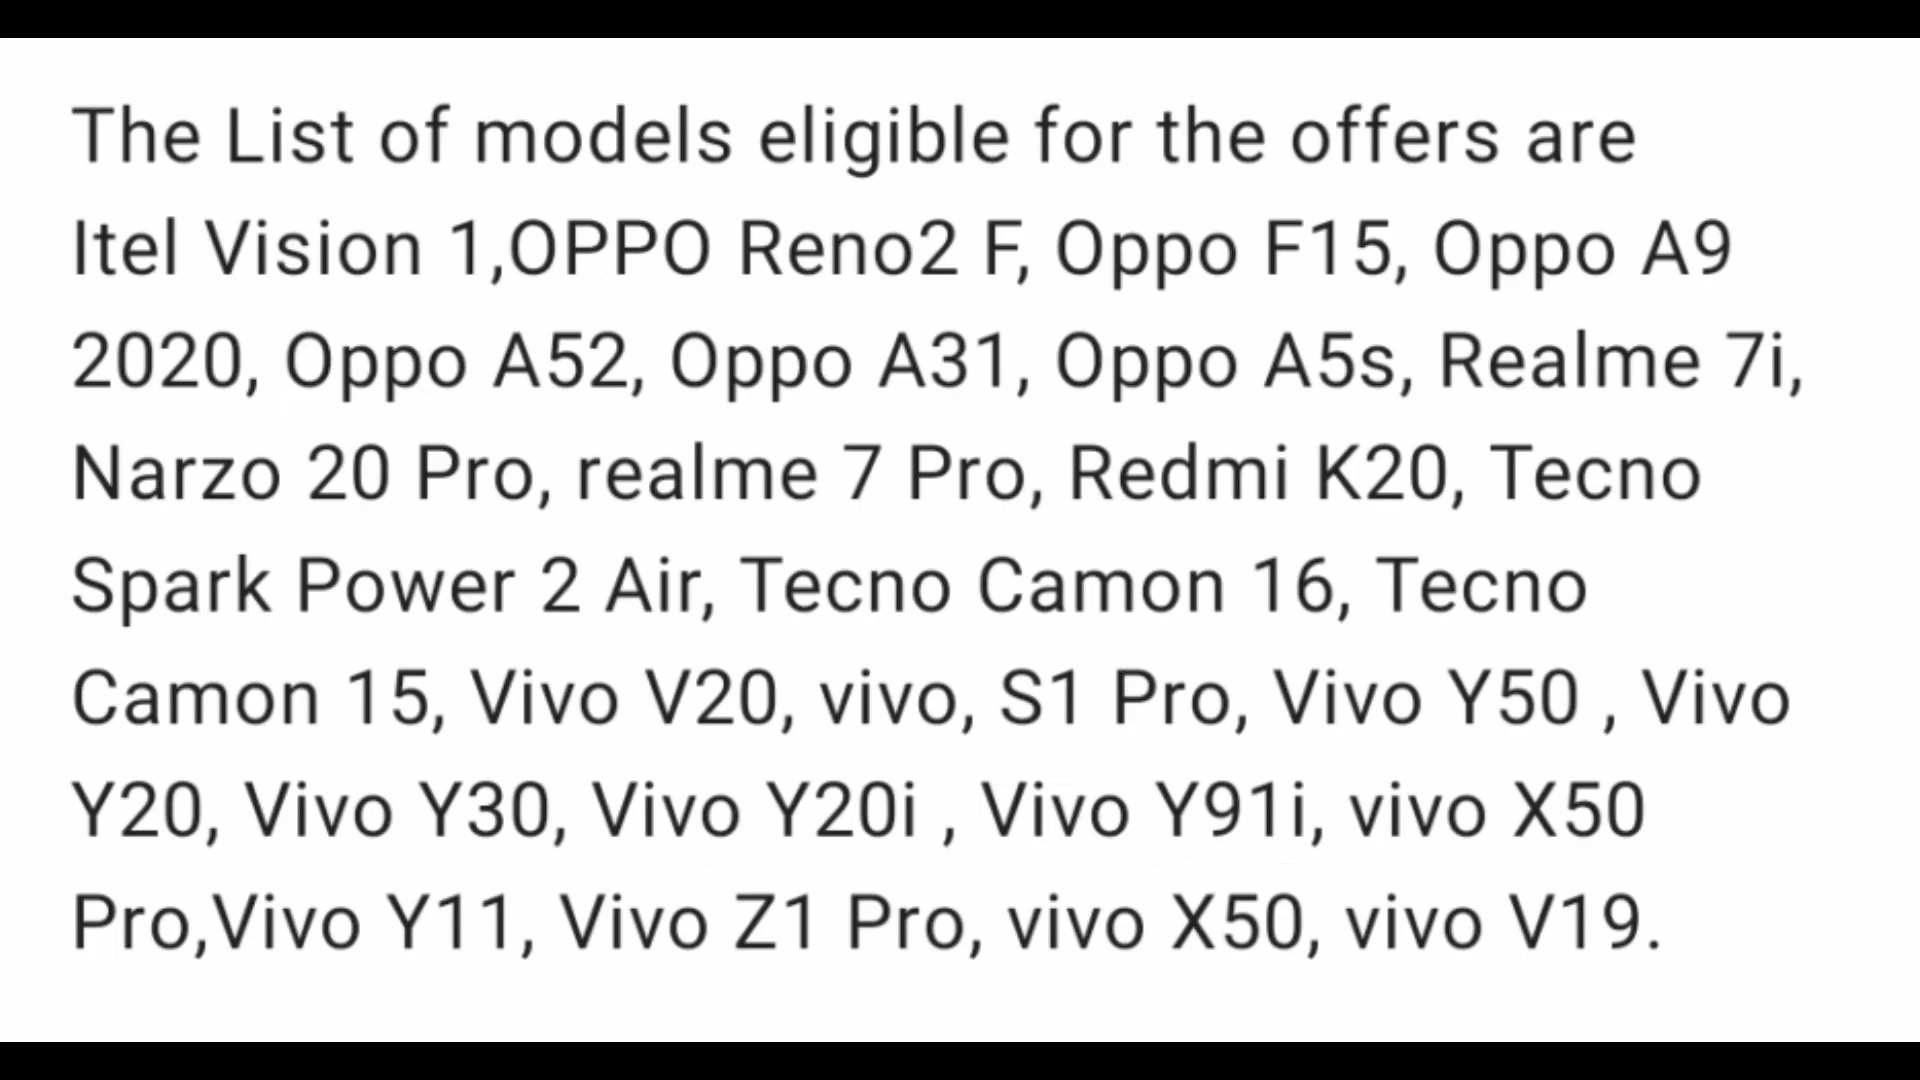 The List of models eligible for the offers are
Itel Vision 1,OPPO Reno2 F, Oppo F15, Oppo A9
2020, Oppo A52, Oppo A31, Oppo A5s, Realme 7i,
Narzo 20 Pro, realme 7 Pro, Redmi K20, Tecno
Spark Power 2 Air, Tecno Camon 16, Tecno
Camon 15, Vivo V20, vivo, S1 Pro, Vivo Y50 , Vivo
Y20, Vivo Y30, Vivo Y20i , Vivo Y91i, vivo X50
Pro,Vivo Y11, Vivo Z1 Pro, vivo X50, vivo V19.